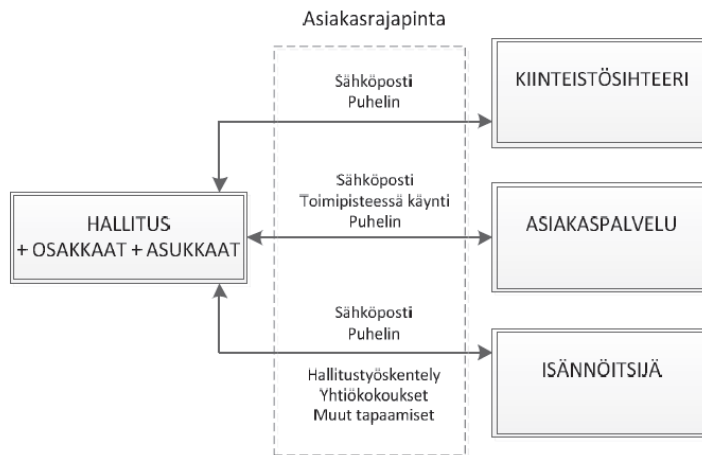 Asiakasrajapinta
Sähköposti
Puhelin
KIINTEISTÖSIHTEERI
Sähköposti
Toimipisteessä käynti
Puhelin
HALLITUS
+ OSAKKAAT + ASUKKAAT
ASIAKASPALVELU
Sähköposti
Puhelin
Hallitustyöskentely
Yhtiökokoukset
Muut tapaamiset
ISÄNNÖITSIJÄ